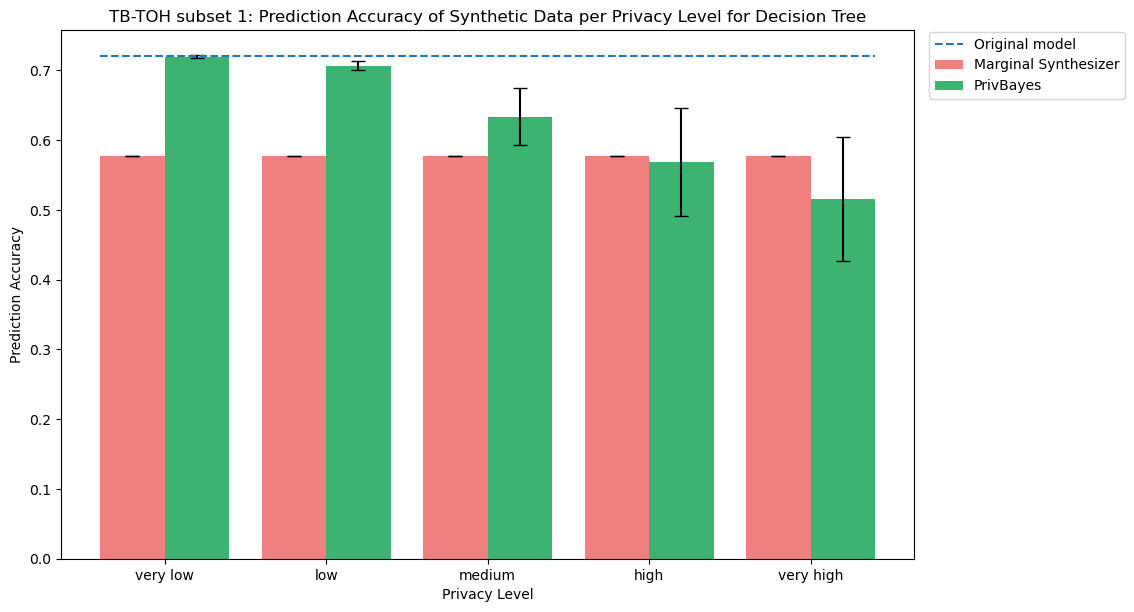 TB-TOH subset 1: Prediction Accuracy of Synthetic Data per Privacy Level for Decision Tree
Original model
Marginal Synthesizer
PrivBayes
Prediction Accuracy
0.7
0.6
0.5
0.4
0.3
0.2
0.1
0.0
very low
low
medium
high
very high
Privacy Level